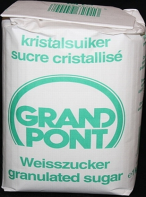 kristalsuiker
sucre cristallisé
GRAND
PONT
Weisszucker
granulated sugar